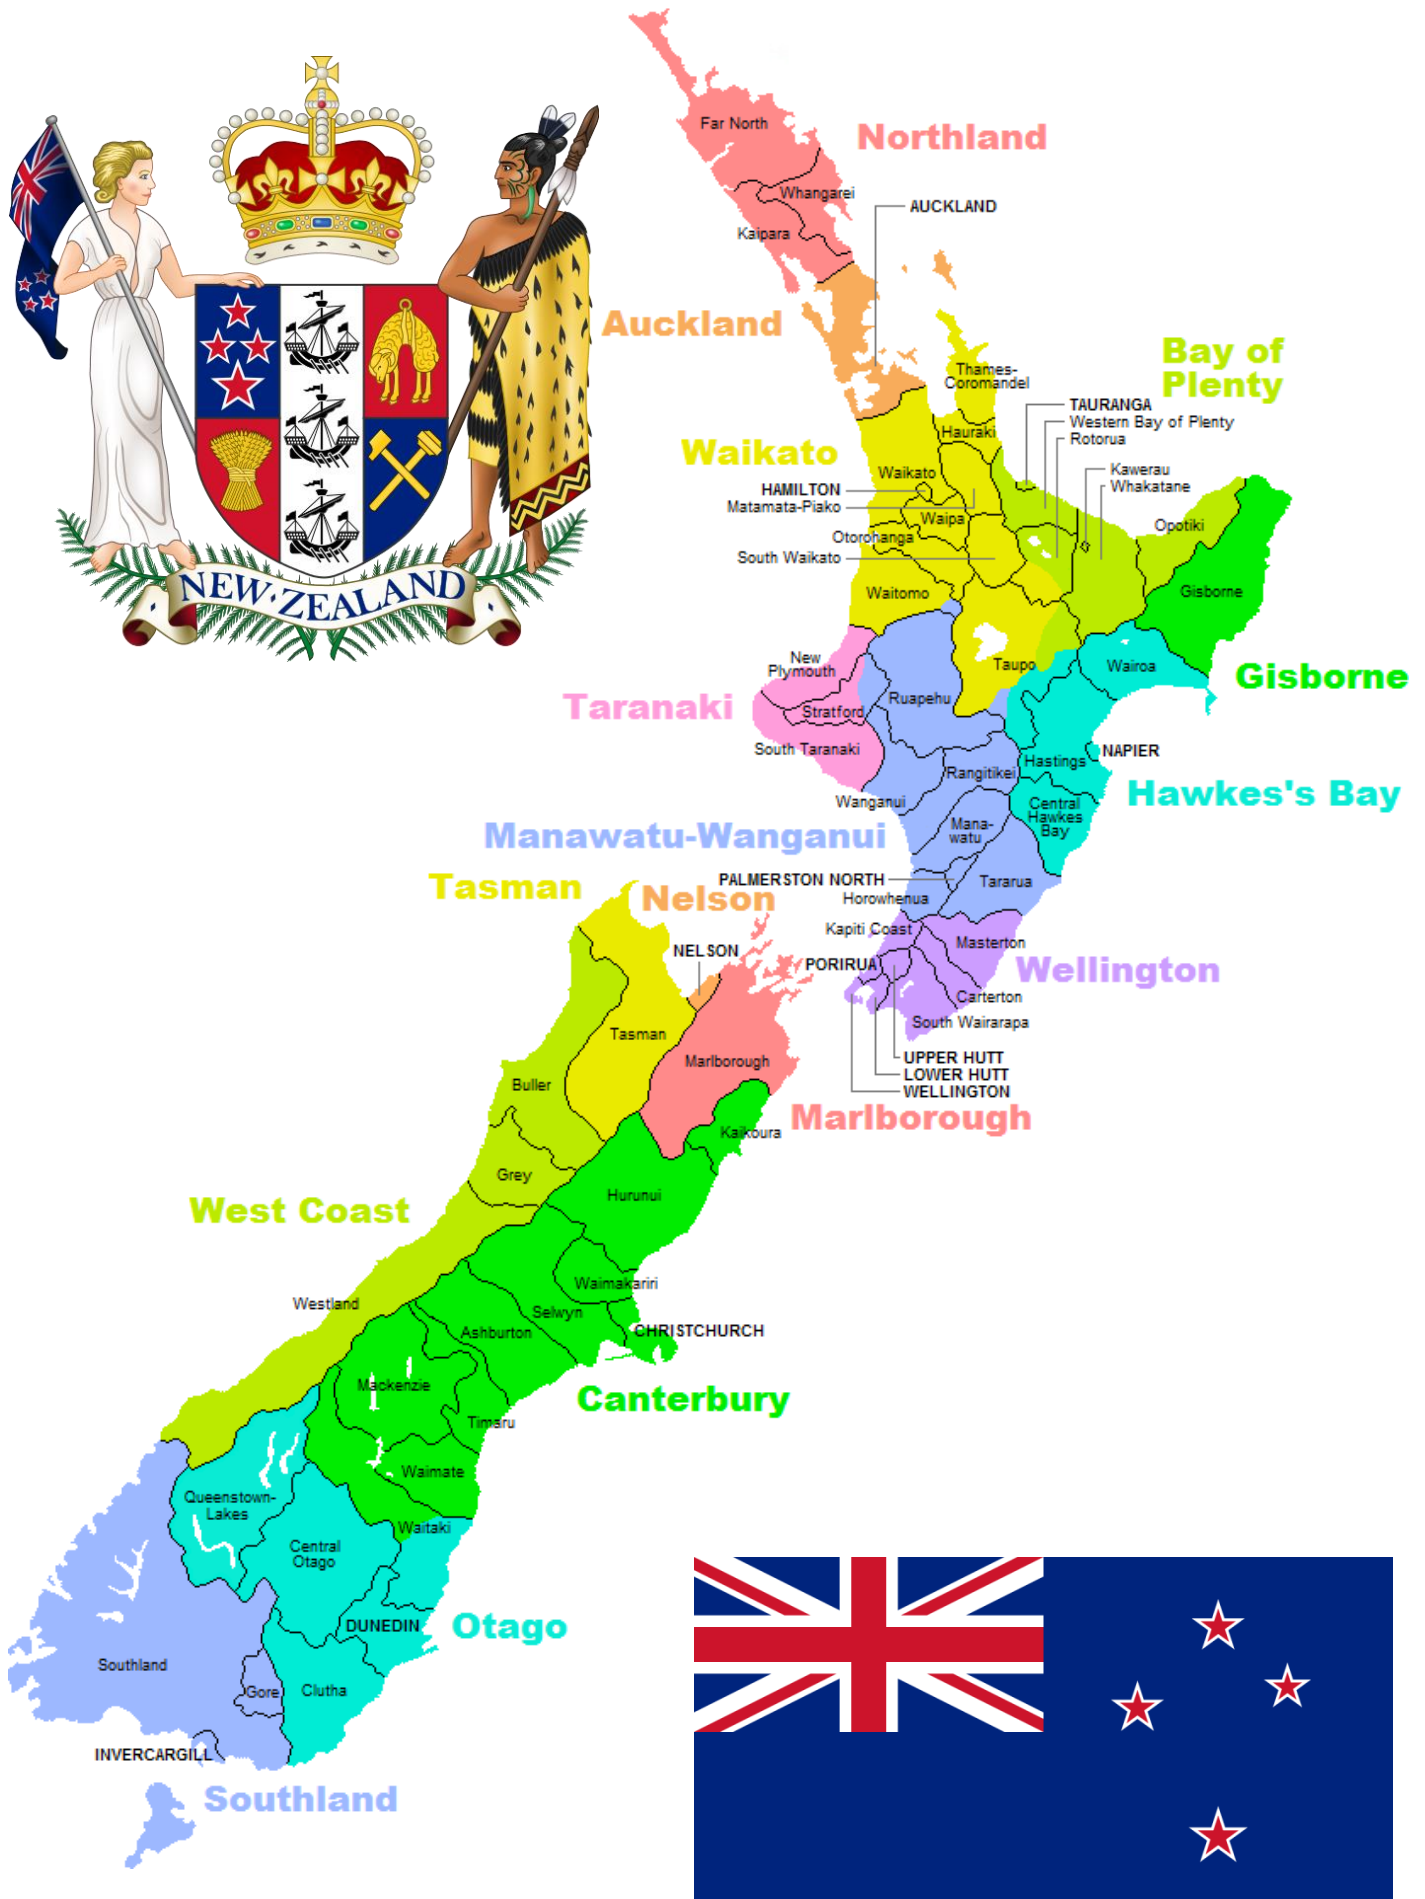 NEW·ZEALAND
Far North
Northland
Whangarei
AUCKLAND
Kaipara
Auckland
Bay of
Plenty
Thames-
Coromandel
TAURANGA
Western Bay of Plenty
Rotorua
Hauraki
Waikato
Waikato
Kawerau
Whakatane
HAMILTON
Matamata-Piako
Waipa
Opotiki
Otorohanga
South Waikato
Waitomo
Gisborne
New
Plymouth
Taupo
Wairoa
Gisborne
Ruapehu
Taranaki
Stratford
South Taranaki
NAPIER
Hastings
Rangitikei
Hawkes's Bay
Wanganui
Central
Hawkes
Bay
Mana-
watu
Manawatu-Wanganui
PALMERSTON NORTH
Tararua
Horowhenua
Tasman
Nelson
Kapiti Coast
Masterton
NELSON
PORIRUA
Wellington
Carterton
South Wairarapa
Tasman
Marlborough
UPPER HUTT
LOWER HUTT
WELLINGTON
Buller
Marlborough
Kaikoura
Grey
Hurunui
West Coast
Waimakariri
Westland
Selwyn
Ashburton
CHRISTCHURCH
Mackenzie
Canterbury
Timaru
Waimate
Queenstown-
Lakes
Waitaki
Central
Otago
DUNEDIN
Otago
Southland
Gore
Clutha
INVERCARGILL
Southland